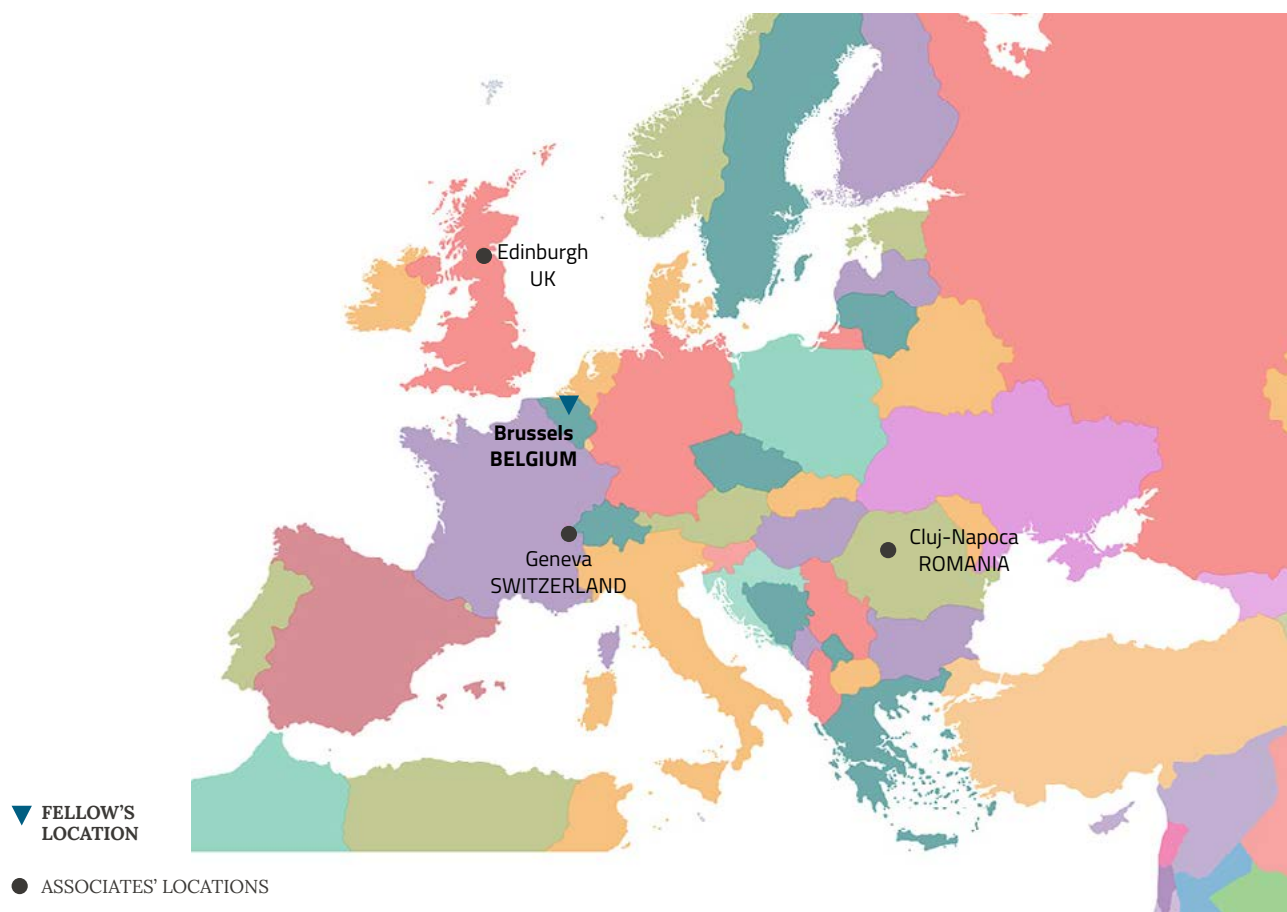 Edinburgh
UK
Brussels
BELGIUM
Geneva
SWITZERLAND
Cluj-Napoca
ROMANIA
FELLOW’S
LOCATION
ASSOCIATES’ LOCATIONS